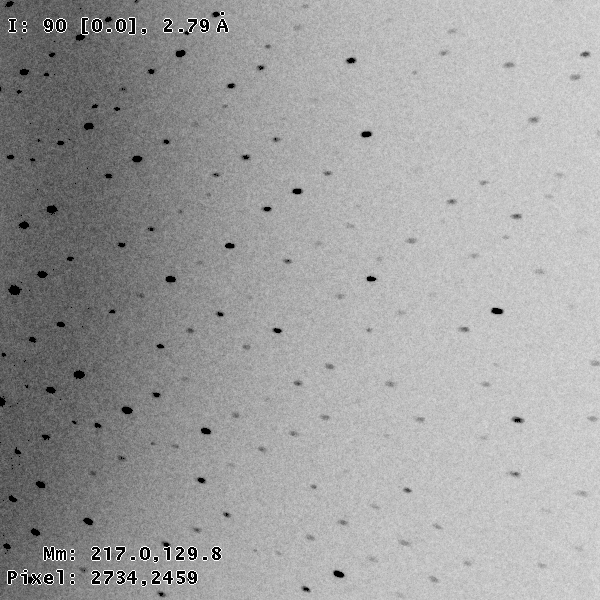 I: 90 [0.0], 2.79 Å
Mm: 217.0,129.8
Pixel: 2734,2459